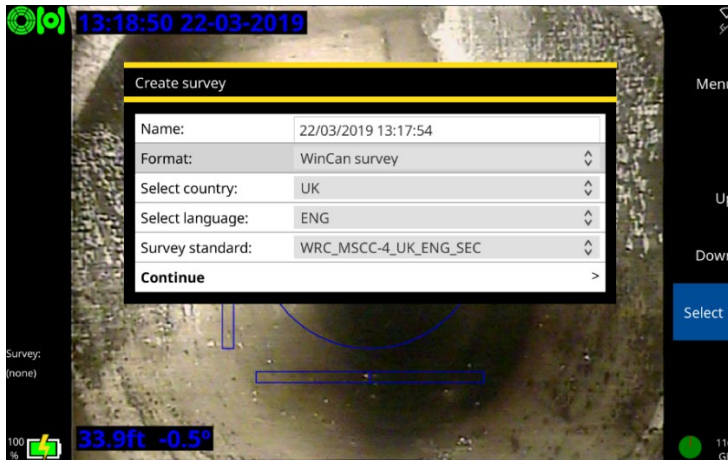 13:18:50 22-03-2019
Create survey
Name: 22/03/2019 13:17:54
Format: WinCan survey
Select country: UK
Select language: ENG
Survey standard: WRC_MSCC-4_UK_ENG_SEC
Continue >
Menu
Up
Down
Select
Survey:
(none)
100
%
33.9ft -0.5°